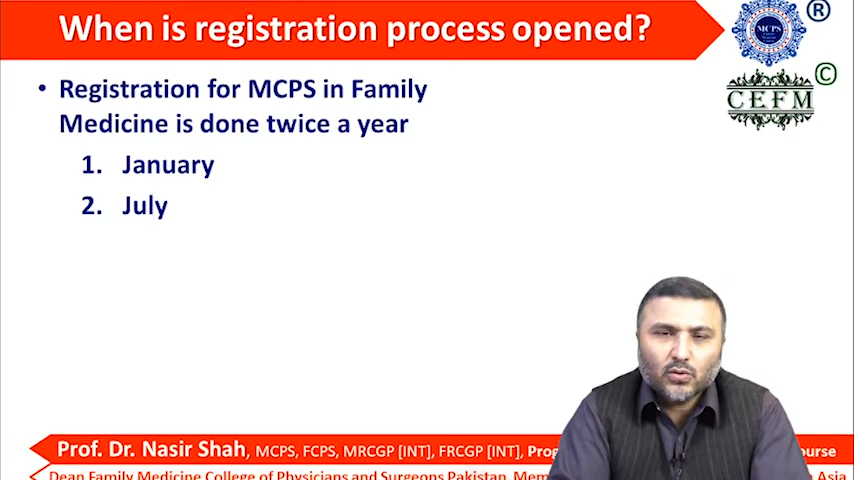 When is registration process opened?
MCPS
®
CEFM
©
• Registration for MCPS in Family
Medicine is done twice a year
1. January
2. July
Prof. Dr. Nasir Shah, MCPS, FCPS, MRCGP [INT], FRCGP [INT], Prog
ourse
Dean Family Medicine College of Physicians and Surgeons Pakistan, Mem
Asia